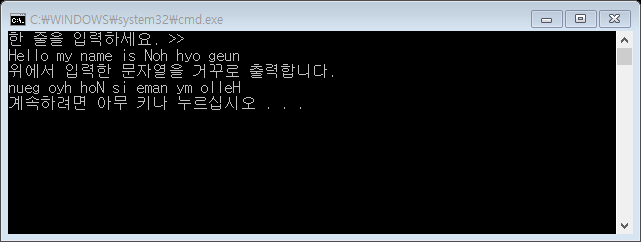 C:₩WINDOWS₩system32₩cmd.exe
한 줄을 입력하세요. >>
Hello my name is Noh hyo geun
위에서 입력한 문자열을 거꾸로 출력합니다.
nueg oyh hoN si eman ym olleH
계속하려면 아무 키나 누르십시오 . . .